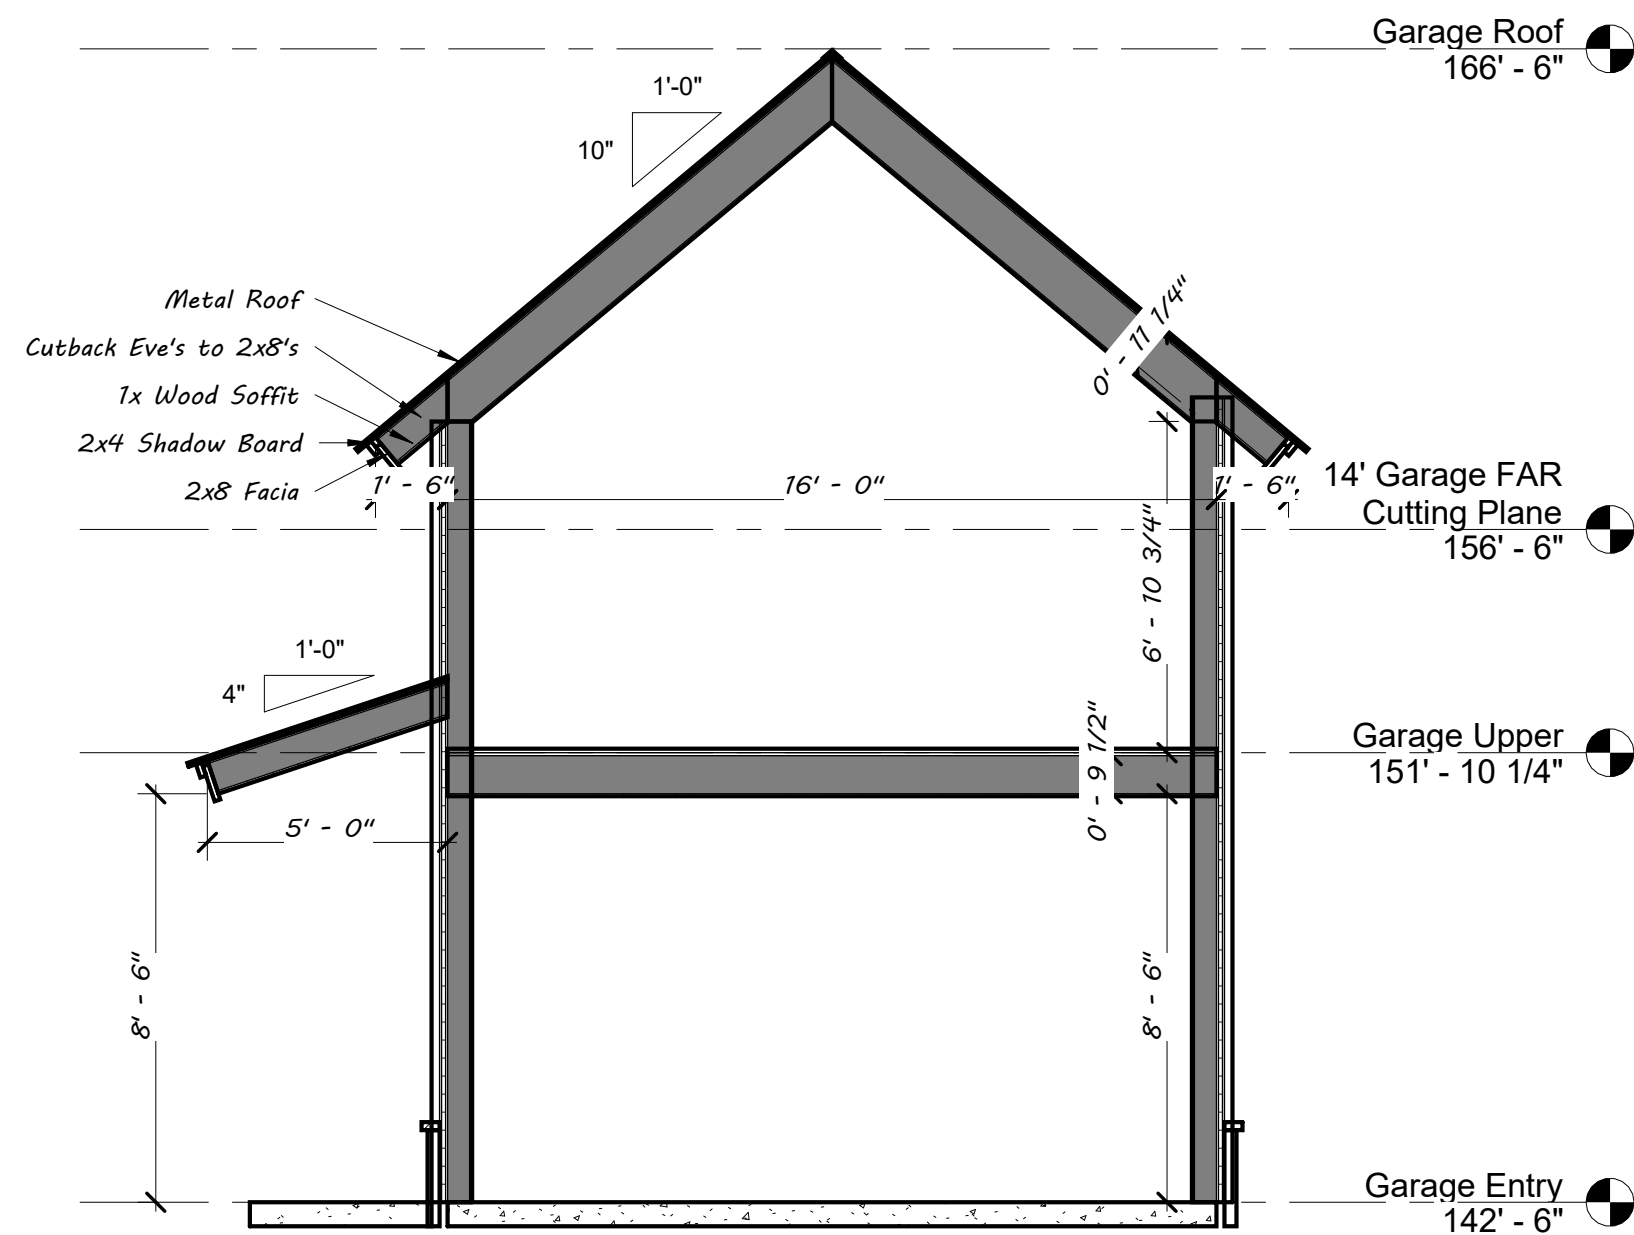 Garage Roof
166' - 6"
1'-0"
10"
Metal Roof
Cutback Eve's to 2x8's
1x Wood Soffit
2x4 Shadow Board
2x8 Facia
0' - 11 1/4"
1' - 6"
16' - 0"
1' - 6"
14' Garage FAR
Cutting Plane
156' - 6"
6' - 10 3/4"
1'-0"
4"
0' - 9 1/2"
Garage Upper
151' - 10 1/4"
5' - 0"
8' - 6"
8' - 6"
Garage Entry
142' - 6"